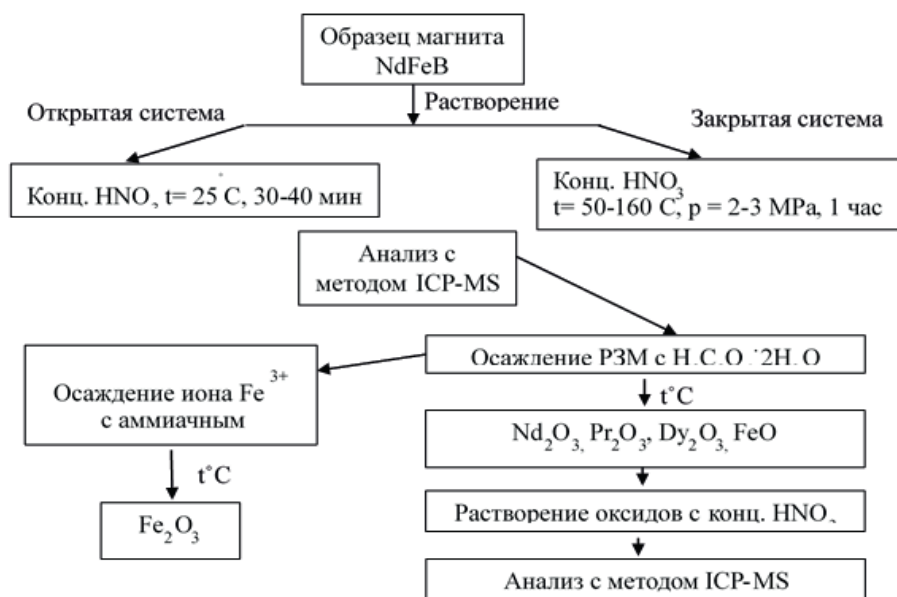 Образец магнита
NdFeB
Растворение
Открытая система
Закрытая система
Конц. HNO₃ t= 25 C, 30-40 мин
Конц. HNO₃
t= 50-160 C, p = 2-3 MPa, 1 час
Анализ с
методом ICP-MS
Осаждение РЗМ с H₂C₂O₄·2H₂O
Осаждение иона Fe³⁺
с аммиачным
t°C
Nd₂O₃, Pr₂O₃, Dy₂O₃, FeO
t°C
Fe₂O₃
Растворение оксидов с конц. HNO₃
Анализ с методом ICP-MS